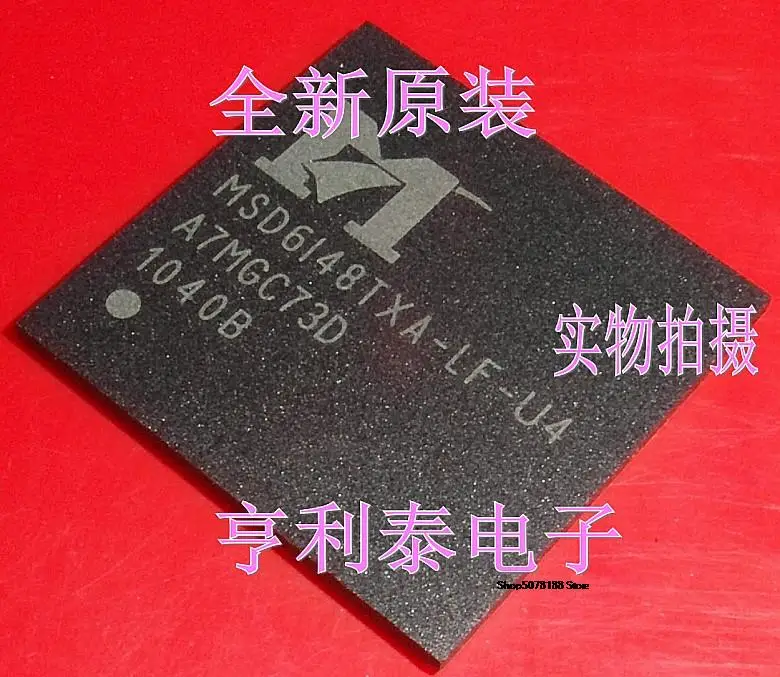 全新原装
MSD6I48TXA-LF-U4
A7MGC73D
1040B
实物拍摄
亨利泰电子
Shop5078188 Store